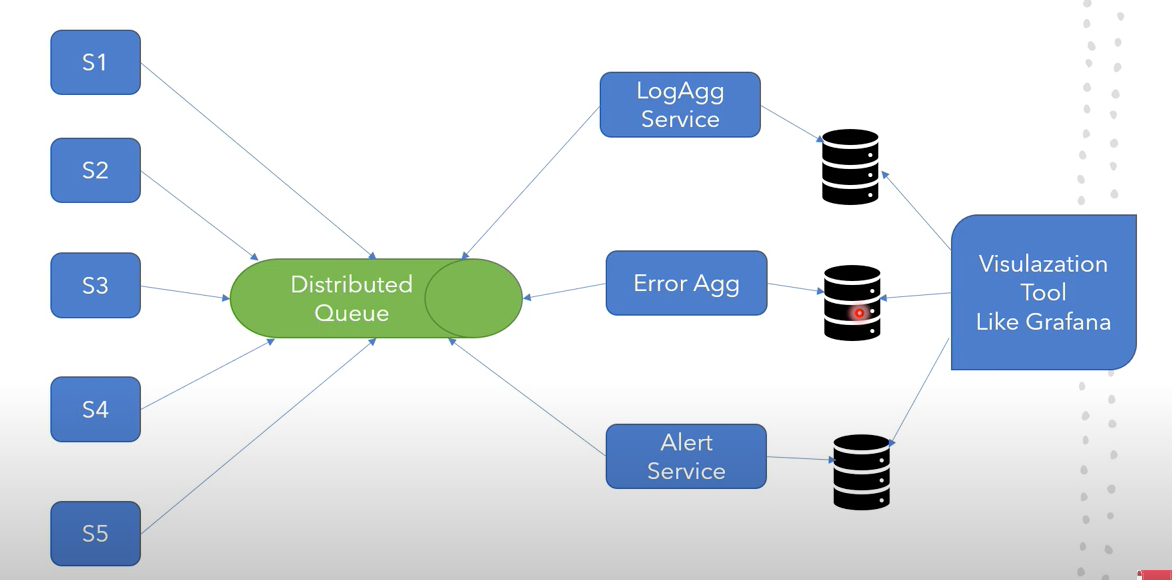 S1
S2
S3
S4
S5
Distributed
Queue
LogAgg
Service
Error Agg
Alert
Service
Visulazation
Tool
Like Grafana